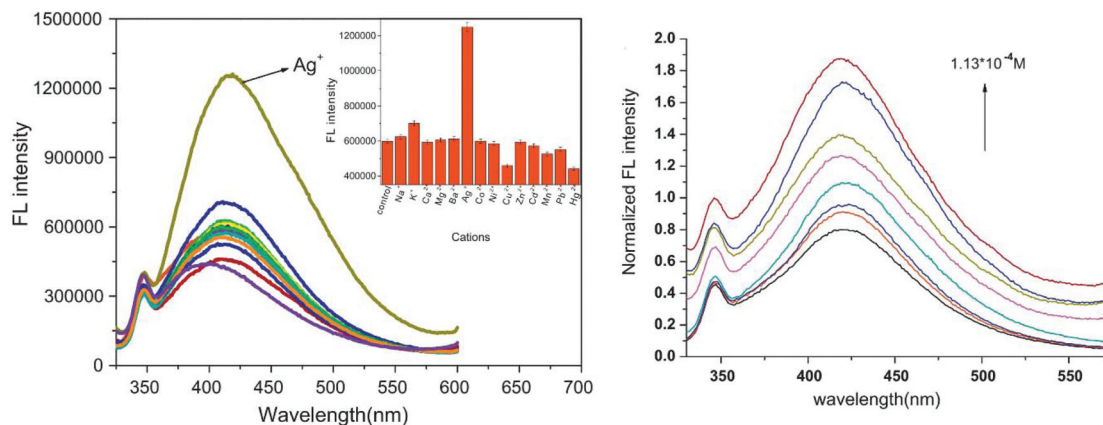 1500000
1200000
900000
600000
300000
0
FL intensity
350
400
450
500
550
600
650
700
Wavelength(nm)
Ag⁺
1200000
1000000
800000
600000
400000
FL intensity
control
Na⁺
K⁺
Ca²⁺
Mg²⁺
Ba²⁺
Ag⁺
Co²⁺
Ni²⁺
Cu²⁺
Zn²⁺
Cd²⁺
Mn²⁺
Pb²⁺
Hg²⁺
Cations
2.0
1.8
1.6
1.4
1.2
1.0
0.8
0.6
0.4
0.2
0.0
Normalized FL intensity
1.13*10⁻⁴M
350
400
450
500
550
wavelength(nm)